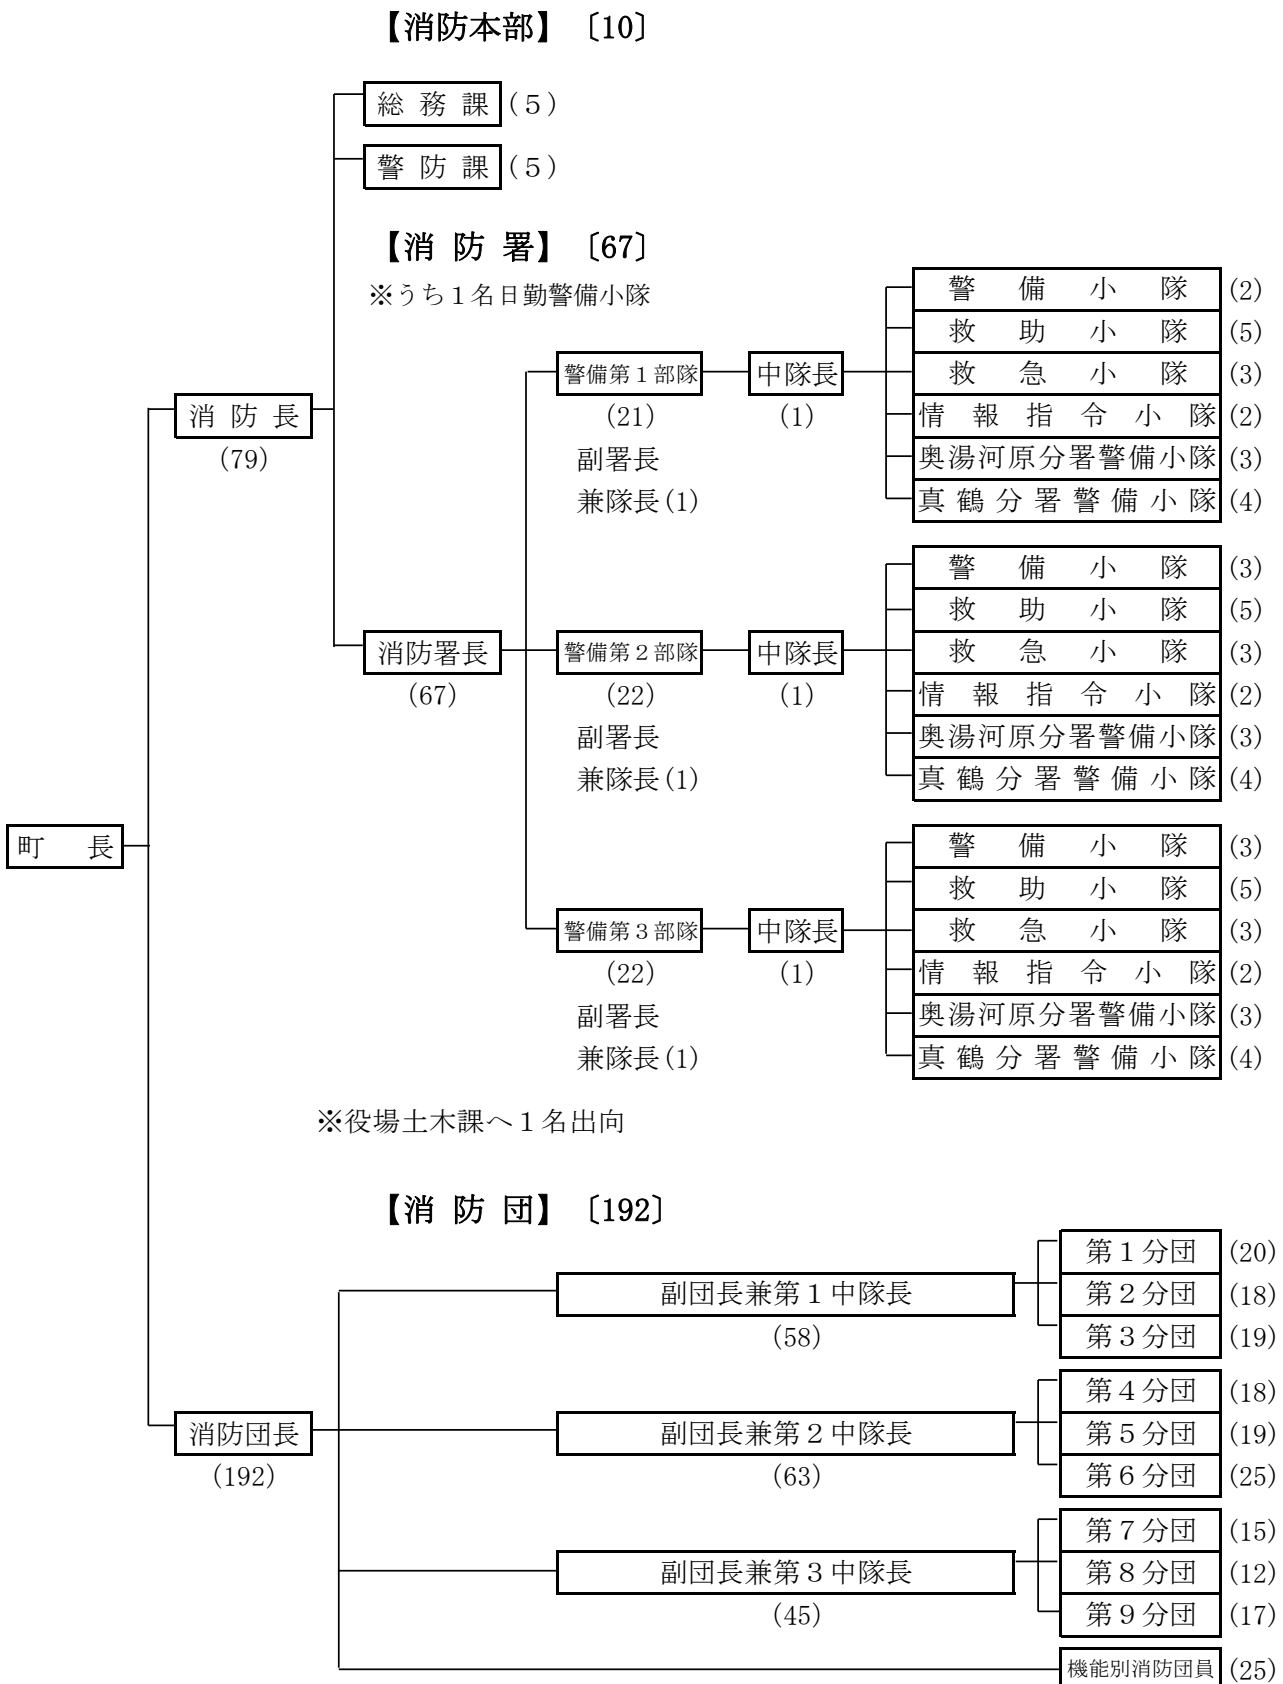 【消防本部】〔10〕
総務課(５)
警防課(５)
【消防署】〔67〕
※うち１名日勤警備小隊
警備小隊(2)
救助小隊(5)
警備第１部隊 中隊長 救急小隊(3)
消防長 (21) (1) 情報指令小隊(2)
(79) 副署長 奥湯河原分署警備小隊(3)
兼隊長(1) 真鶴分署警備小隊(4)
警備小隊(3)
救助小隊(5)
消防署長 警備第２部隊 中隊長 救急小隊(3)
(67) (22) (1) 情報指令小隊(2)
副署長 奥湯河原分署警備小隊(3)
兼隊長(1) 真鶴分署警備小隊(4)
町長 警備小隊(3)
救助小隊(5)
警備第３部隊 中隊長 救急小隊(3)
(22) (1) 情報指令小隊(2)
副署長 奥湯河原分署警備小隊(3)
兼隊長(1) 真鶴分署警備小隊(4)
※役場土木課へ１名出向
【消防団】〔192〕
第１分団(20)
副団長兼第１中隊長 第２分団(18)
(58) 第３分団(19)
第４分団(18)
消防団長 副団長兼第２中隊長 第５分団(19)
(192) (63) 第６分団(25)
第７分団(15)
副団長兼第３中隊長 第８分団(12)
(45) 第９分団(17)
機能別消防団員(25)